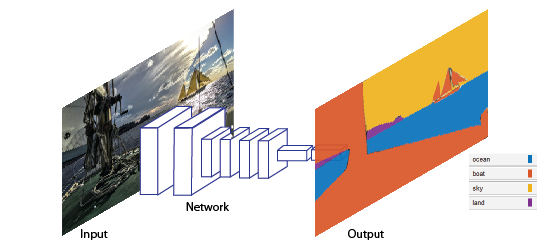 ocean
boat
sky
land
Network
Input
Output